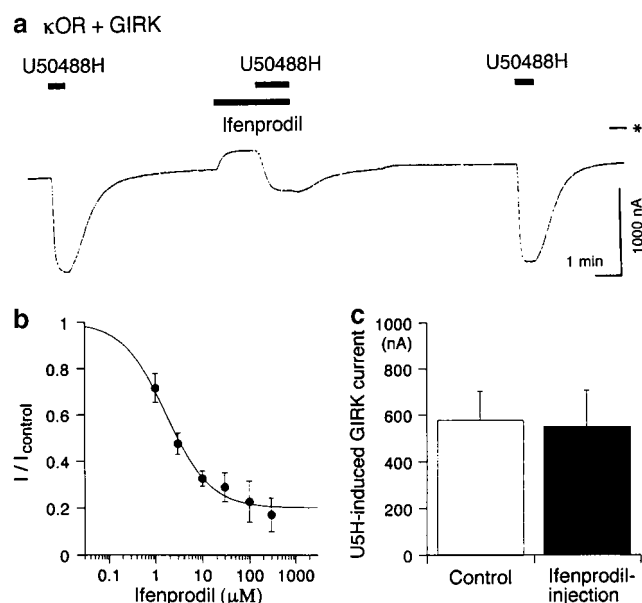 a κOR + GIRK
U50488H U50488H U50488H
Ifenprodil
*
1000 nA
1 min
b
1
0.8
0.6
0.4
0.2
0
I / Icontrol
0.1 1 10 100 1000
Ifenprodil (μM)
c
1000
(nA)
800
600
400
200
0
U5H-induced GIRK current
Control
Ifenprodil-
injection